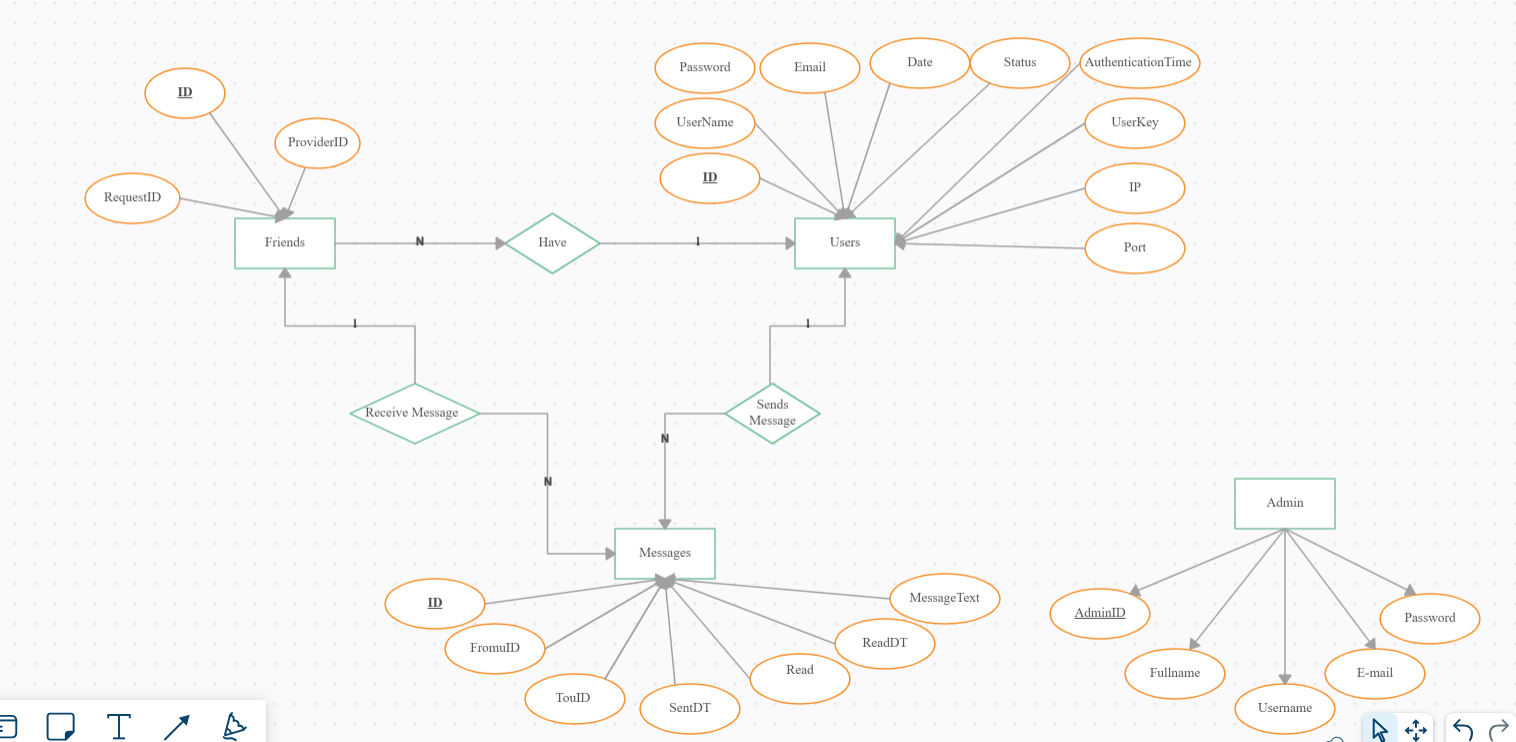 Password
Email
Date
Status
AuthenticationTime
ID
UserName
UserKey
ProviderID
ID
RequestID
IP
Friends
N
Have
1
Users
Port
1
1
Receive Message
Sends
Message
N
N
Admin
Messages
ID
MessageText
AdminID
Password
FromuID
ReadDT
Read
Fullname
E-mail
TouID
SentDT
Username
T